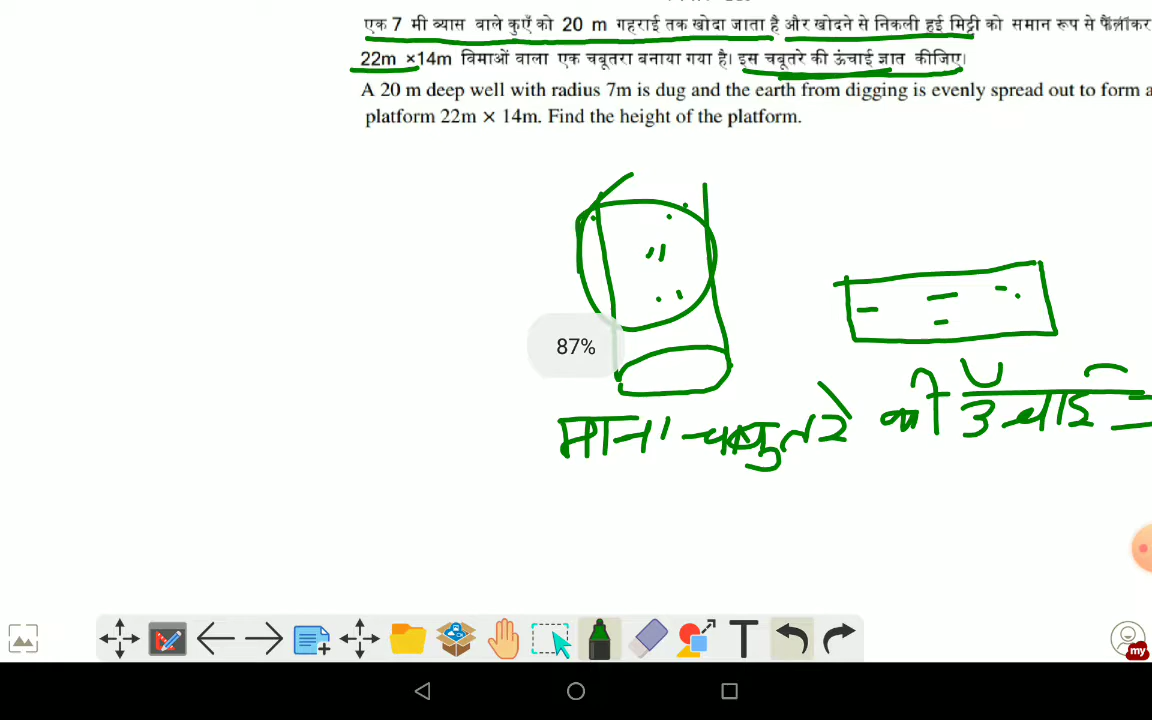 एक 7 मी व्यास वाले कुएँ को 20 m गहराई तक खोदा जाता है और खोदने से निकली हुई मिट्टी को समान रूप से फैलाकर
22m ×14m विमाओं वाला एक चबूतरा बनाया गया है। इस चबूतरे की ऊंचाई ज्ञात कीजिए।
A 20 m deep well with radius 7m is dug and the earth from digging is evenly spread out to form a
platform 22m × 14m. Find the height of the platform.
87%
माना चबुतरे की ऊंचाई =
T
my